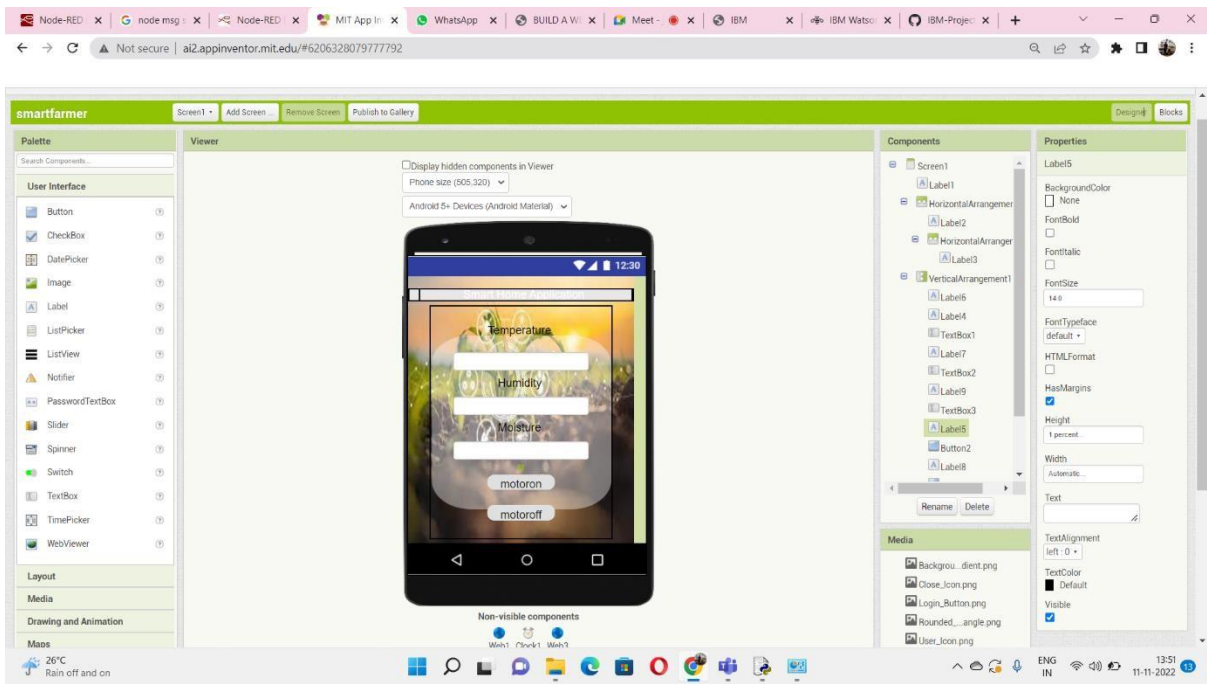 Node-RED
node msg s
Node-RED
MIT App In
WhatsApp
BUILD A WE
Meet -
IBM
IBM Watso
IBM-Projec
Not secure
ai2.appinventor.mit.edu/#6206328079777792
smartfarmer
Screen1
Add Screen ...
Remove Screen
Publish to Gallery
Designer
Blocks
Palette
Search Components...
User Interface
Button
CheckBox
DatePicker
Image
Label
ListPicker
ListView
Notifier
PasswordTextBox
Slider
Spinner
Switch
TextBox
TimePicker
WebViewer
Layout
Media
Drawing and Animation
Maps
Viewer
Display hidden components in Viewer
Phone size (505,320)
Android 5+ Devices (Android Material)
12:30
Smart Home Application
Temperature
Humidity
Moisture
motoron
motoroff
Non-visible components
Web1 Clock1 Web3
Components
Screen1
Label1
HorizontalArrangemer
Label2
HorizontalArranger
Label3
VerticalArrangement1
Label6
Label4
TextBox1
Label7
TextBox2
Label9
TextBox3
Label5
Button2
Label8
Rename
Delete
Media
Backgrou...dient.png
Close_Icon.png
Login_Button.png
Rounded_...angle.png
User_Icon.png
Properties
Label5
BackgroundColor
None
FontBold
FontItalic
FontSize
14.0
FontTypeface
default
HTMLFormat
HasMargins
Height
1 percent...
Width
Automatic...
Text
TextAlignment
left : 0
TextColor
Default
Visible
26°C
Rain off and on
ENG
IN
13:51
11-11-2022
13